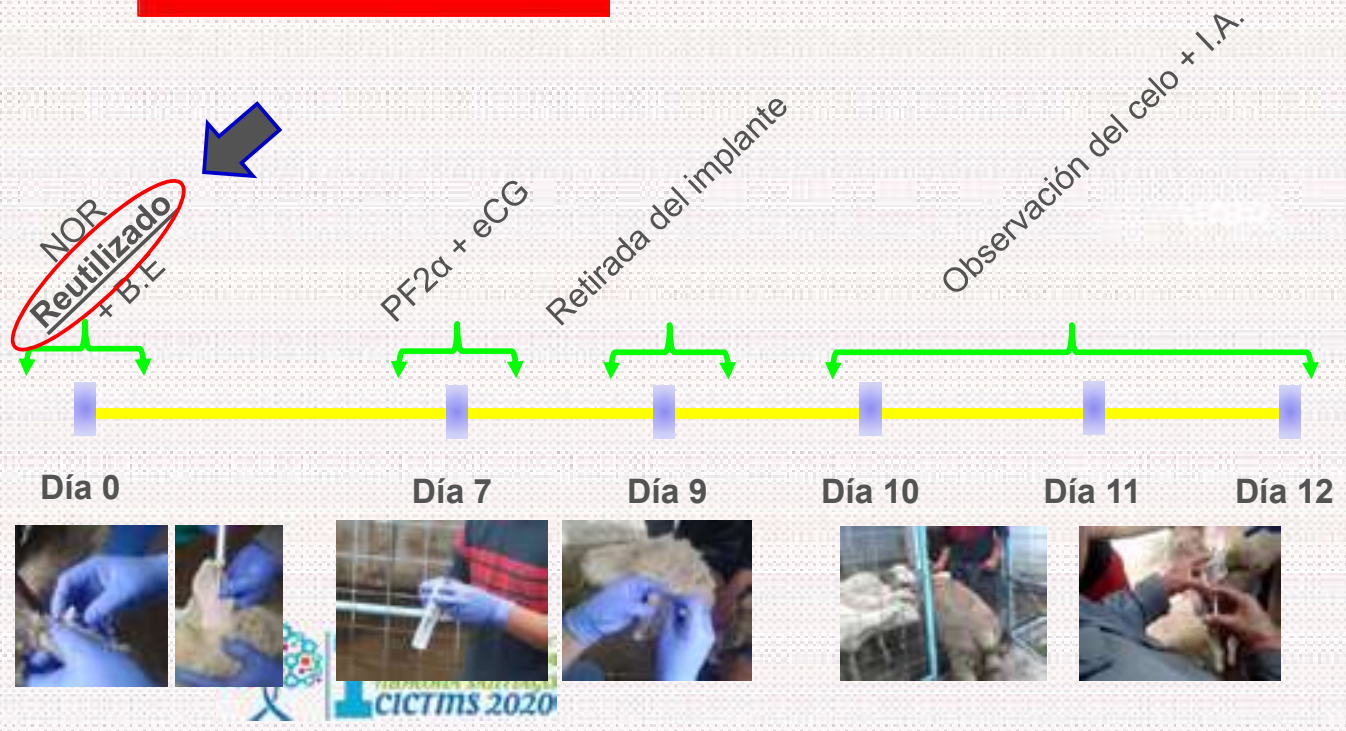 NOR
Reutilizado
+ B.E
PF2α + eCG
Retirada del implante
Observación del celo + I.A.
Día 0
Día 7
Día 9
Día 10
Día 11
Día 12
CICTMS 2020